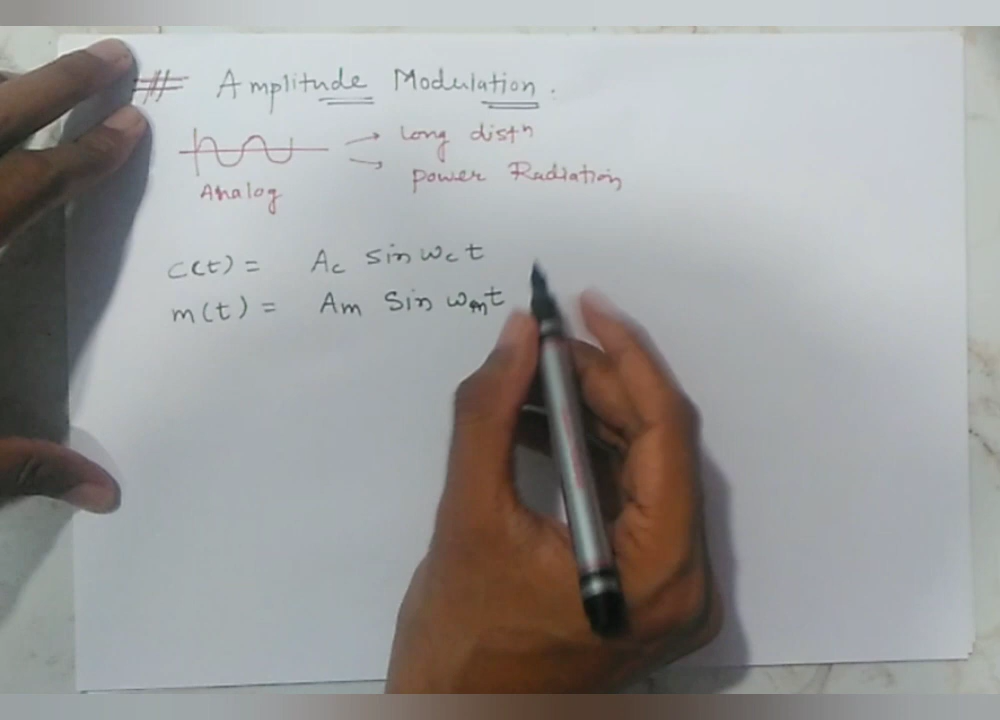 # Amplitude Modulation.
Long distn
Analog
power Radiation
c(t) = Ac sin wct
m(t) = Am Sin wmt